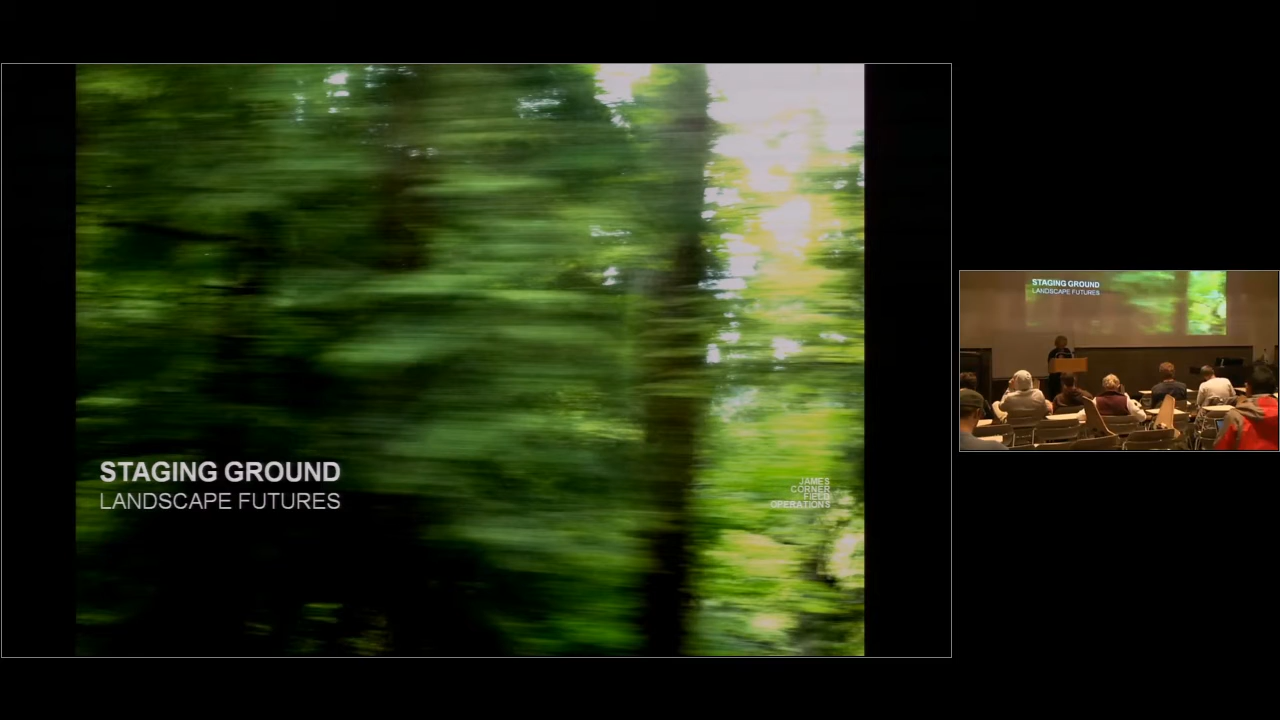 STAGING GROUND
LANDSCAPE FUTURES
JAMES
CORNER
FIELD
OPERATIONS
STAGING GROUND
LANDSCAPE FUTURES